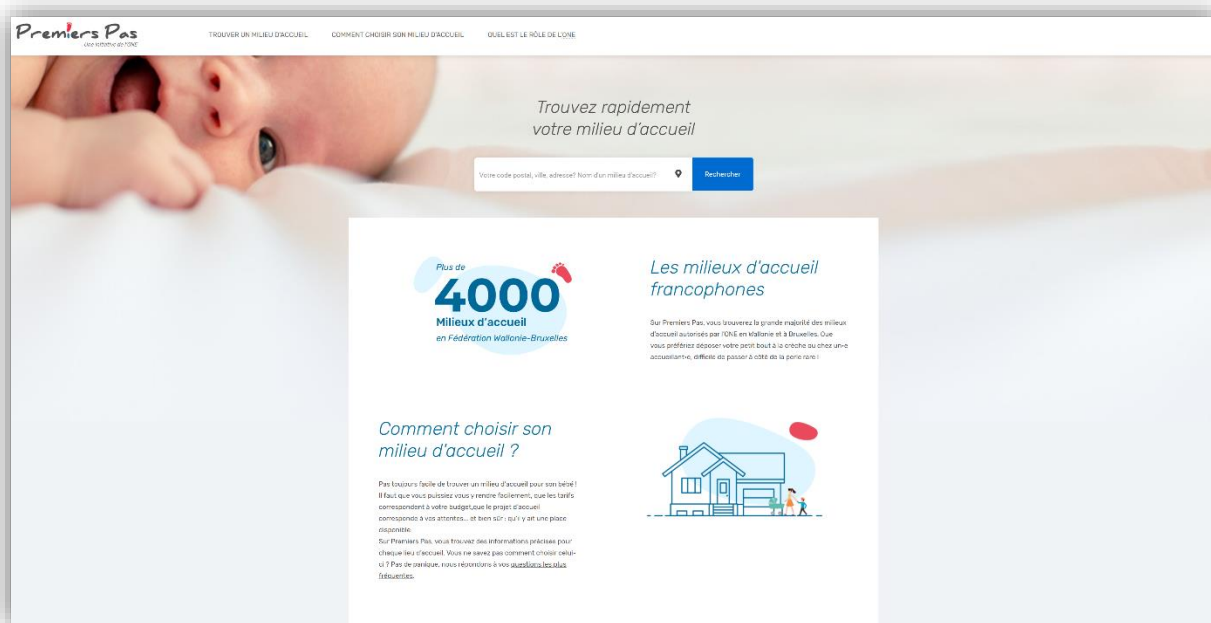 Premiers Pas
Une initiative de l'ONE
TROUVER UN MILIEU D'ACCUEIL
COMMENT CHOISIR SON MILIEU D'ACCUEIL
QUEL EST LE RÔLE DE L'ONE
Trouvez rapidement
votre milieu d'accueil
Votre code postal, ville, adresse? Nom d'un milieu d'accueil?
Rechercher
Plus de
4000
Milieux d'accueil
en Fédération Wallonie-Bruxelles
Les milieux d'accueil
francophones
Sur Premiers Pas, vous trouverez la grande majorité des milieux
d'accueil autorisés par l'ONE en Wallonie et à Bruxelles. Que
vous préfériez déposer votre petit bout à la crèche ou chez un·e
accueillant·e, difficile de passer à côté de la perle rare !
Comment choisir son
milieu d'accueil ?
Pas toujours facile de trouver un milieu d'accueil pour son bébé !
Il faut que vous puissiez vous y rendre facilement, que les tarifs
correspondent à votre budget,que le projet d'accueil
corresponde à vos attentes... et bien sûr : qu'il y ait une place
disponible.
Sur Premiers Pas, vous trouvez des informations précises pour
chaque lieu d'accueil. Vous ne savez pas comment choisir celui-
ci ? Pas de panique, nous répondons à vos questions les plus
fréquentes.